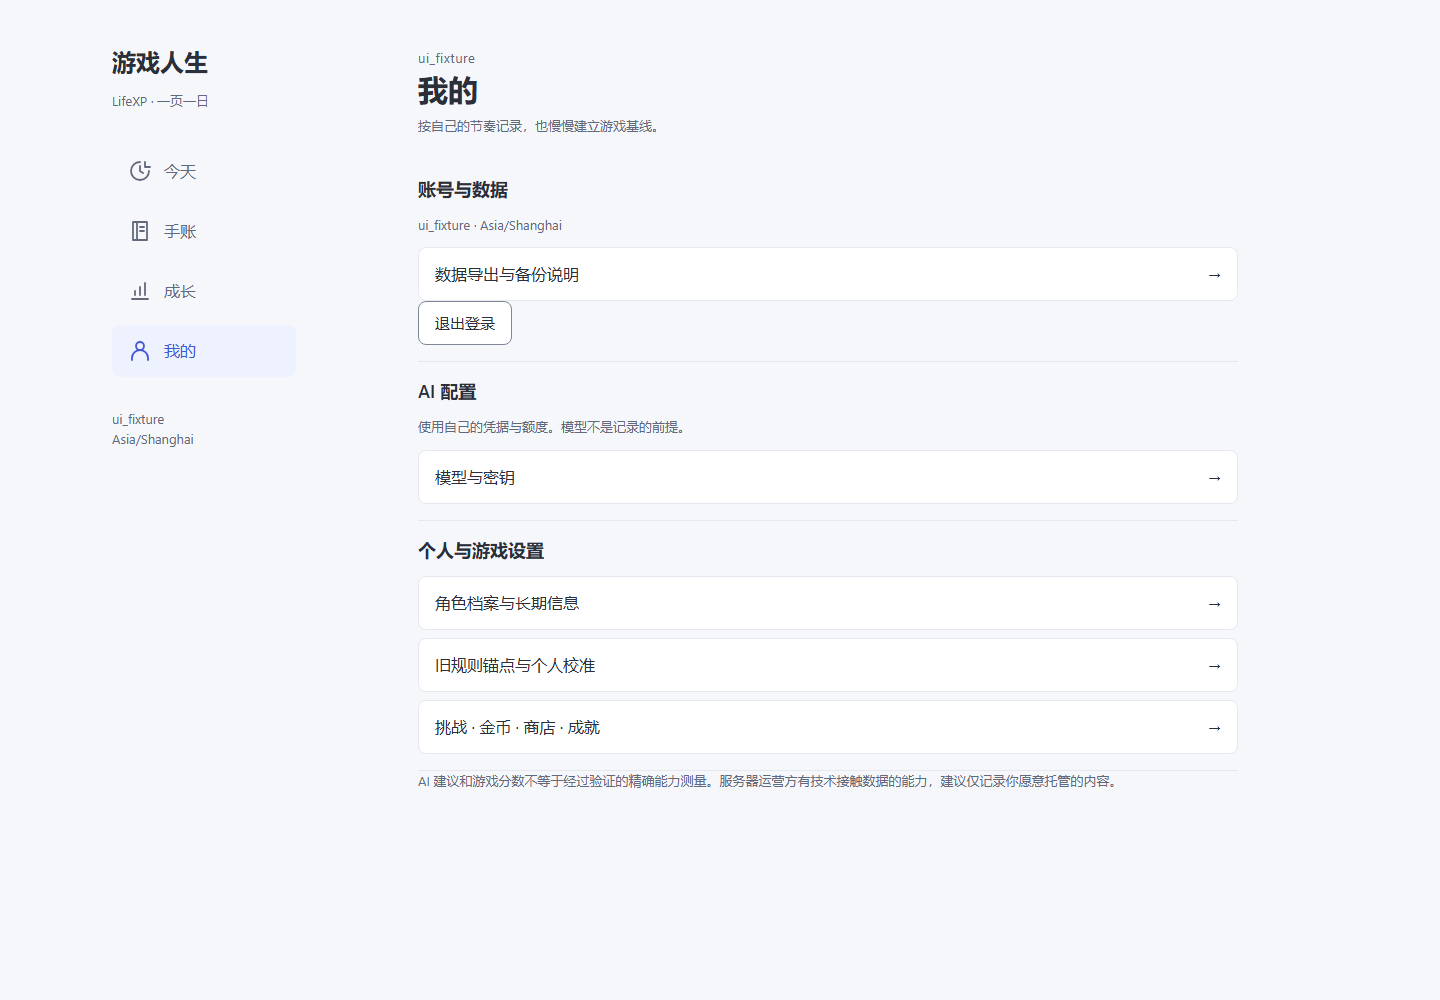 游戏人生
LifeXP · 一页一日
今天
手账
成长
我的
ui_fixture
Asia/Shanghai
ui_fixture
我的
按自己的节奏记录，也慢慢建立游戏基线。
账号与数据
ui_fixture · Asia/Shanghai
数据导出与备份说明 →
退出登录
AI 配置
使用自己的凭据与额度。模型不是记录的前提。
模型与密钥 →
个人与游戏设置
角色档案与长期信息 →
旧规则锚点与个人校准 →
挑战 · 金币 · 商店 · 成就 →
AI 建议和游戏分数不等于经过验证的精确能力测量。服务器运营方有技术接触数据的能力，建议仅记录你愿意托管的内容。